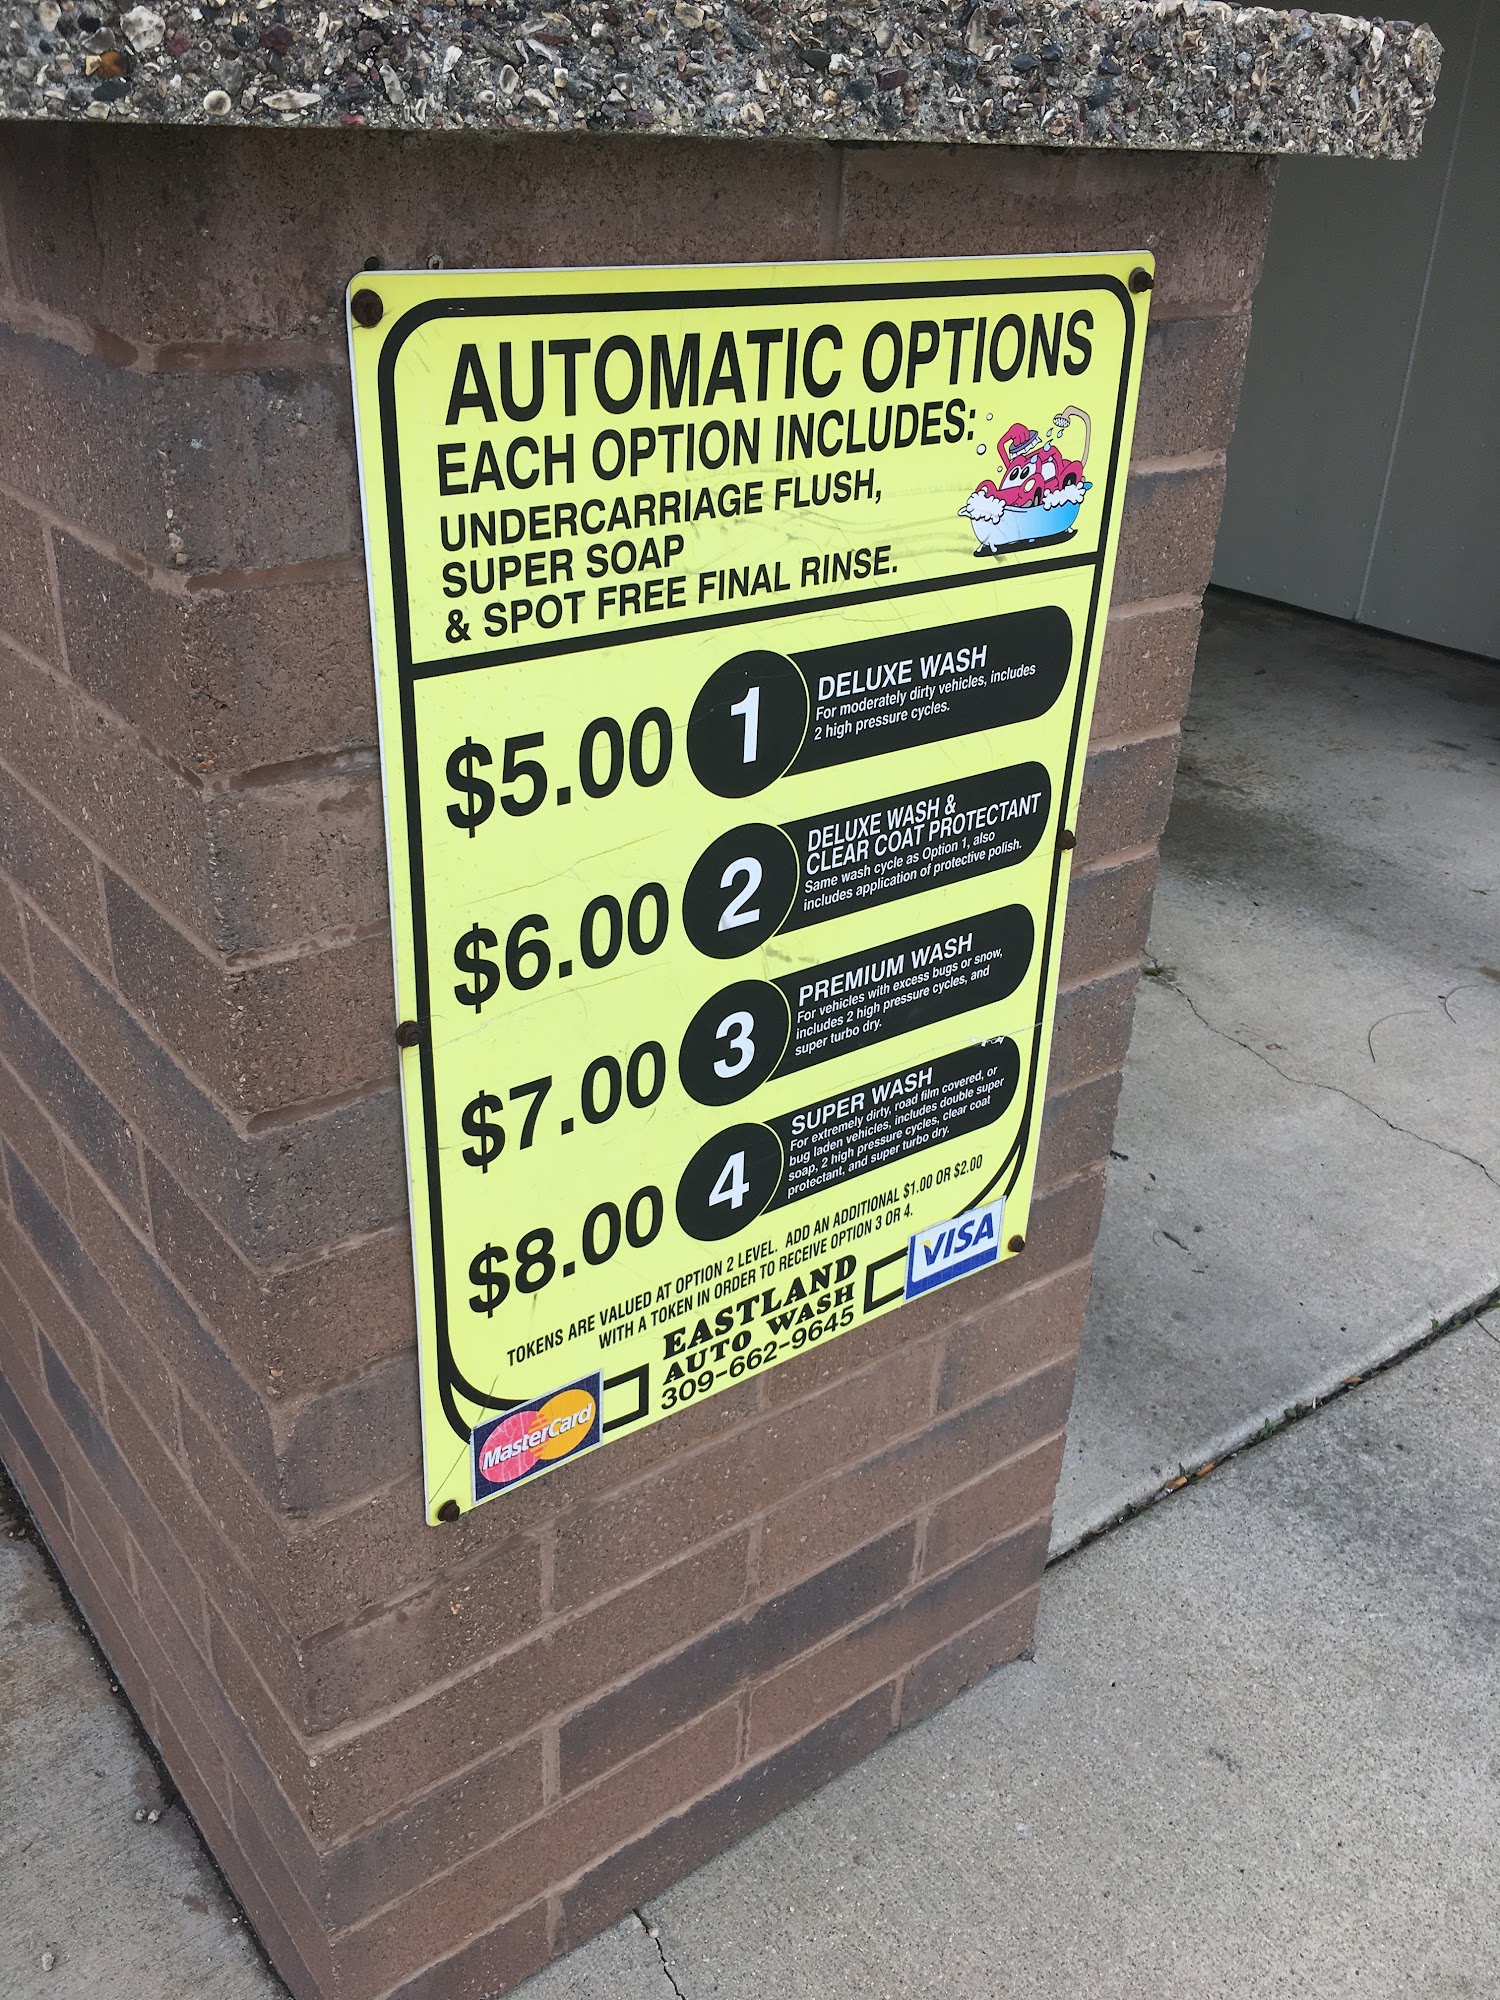 AUTOMATIC OPTIONS
EACH OPTION INCLUDES:
UNDERCARRIAGE FLUSH,
SUPER SOAP
& SPOT FREE FINAL RINSE.
$5.00 1 DELUXE WASH
For moderately dirty vehicles, includes
2 high pressure cycles.
$6.00 2 DELUXE WASH &
CLEAR COAT PROTECTANT
Same wash cycle as Option 1, also
includes application of protective polish.
$7.00 3 PREMIUM WASH
For vehicles with excess bugs or snow,
includes 2 high pressure cycles, and
super turbo dry.
$8.00 4 SUPER WASH
For extremely dirty, road film covered, or
bug laden vehicles, includes double super
soap, 2 high pressure cycles, clear coat
protectant, and super turbo dry.
TOKENS ARE VALUED AT OPTION 2 LEVEL. ADD AN ADDITIONAL $1.00 OR $2.00
WITH A TOKEN IN ORDER TO RECEIVE OPTION 3 OR 4.
EASTLAND
AUTO WASH
309-662-9645
VISA
MasterCard